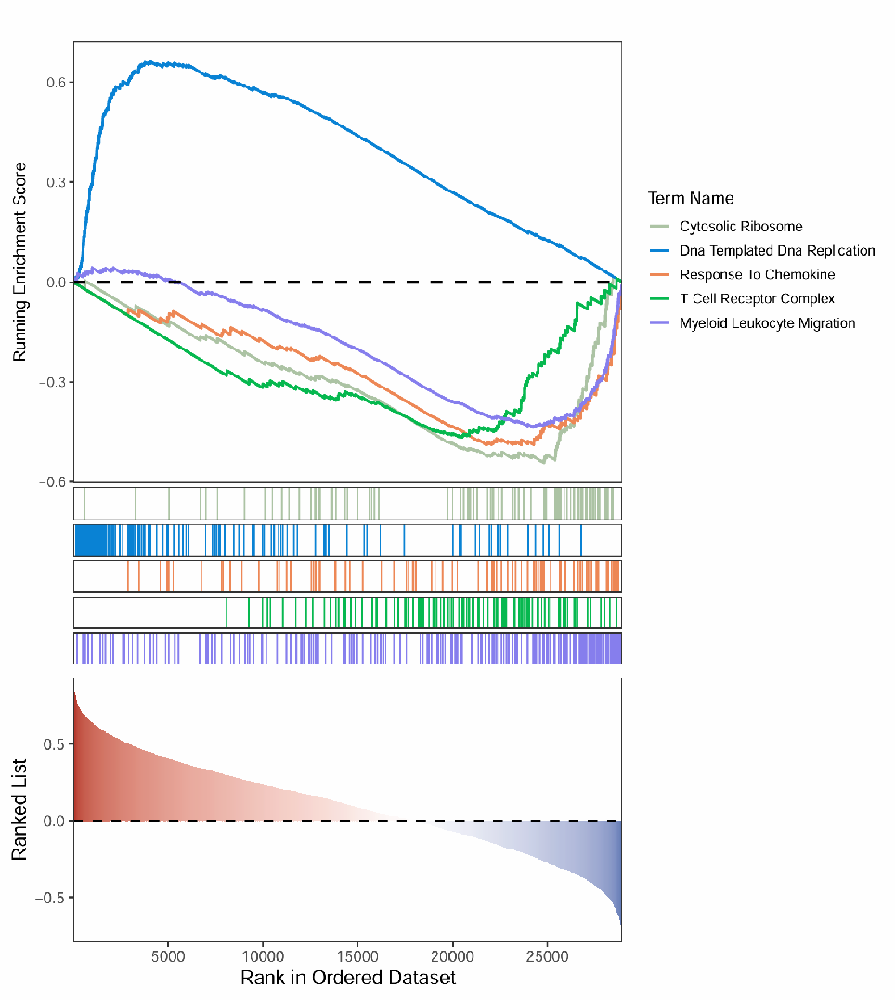 0.6
0.3
0.0
−0.3
−0.6
Running Enrichment Score
Term Name
Cytosolic Ribosome
Dna Templated Dna Replication
Response To Chemokine
T Cell Receptor Complex
Myeloid Leukocyte Migration
0.5
0.0
−0.5
Ranked List
5000 10000 15000 20000 25000
Rank in Ordered Dataset